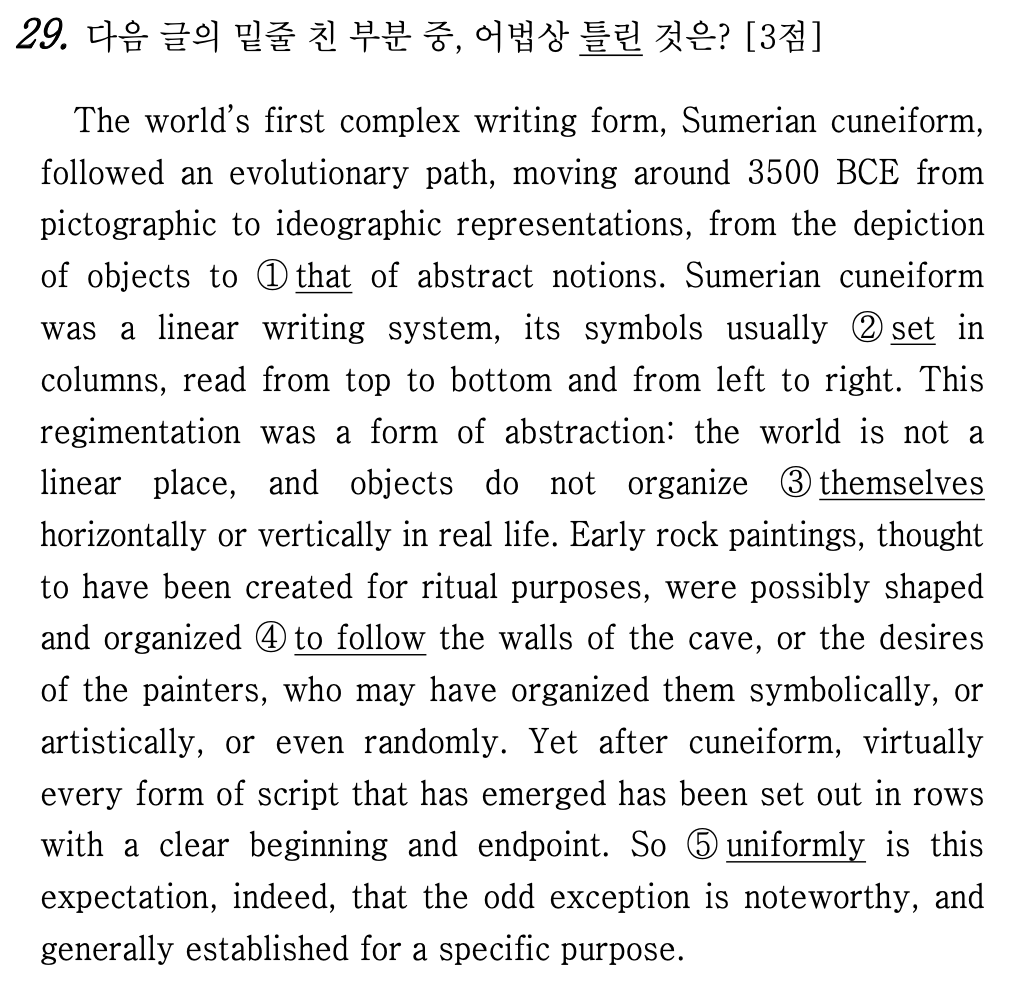 29. 다음 글의 밑줄 친 부분 중, 어법상 틀린 것은? [3점]
The world's first complex writing form, Sumerian cuneiform,
followed an evolutionary path, moving around 3500 BCE from
pictographic to ideographic representations, from the depiction
of objects to ① that of abstract notions. Sumerian cuneiform
was a linear writing system, its symbols usually ② set in
columns, read from top to bottom and from left to right. This
regimentation was a form of abstraction: the world is not a
linear place, and objects do not organize ③ themselves
horizontally or vertically in real life. Early rock paintings, thought
to have been created for ritual purposes, were possibly shaped
and organized ④ to follow the walls of the cave, or the desires
of the painters, who may have organized them symbolically, or
artistically, or even randomly. Yet after cuneiform, virtually
every form of script that has emerged has been set out in rows
with a clear beginning and endpoint. So ⑤ uniformly is this
expectation, indeed, that the odd exception is noteworthy, and
generally established for a specific purpose.